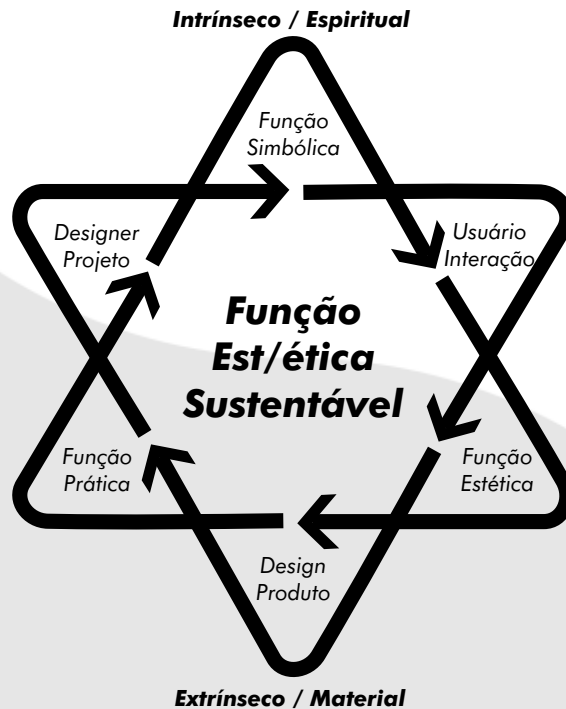 Intrínseco / Espiritual
Função
Simbólica
Designer
Projeto
Usuário
Interação
Função
Est/ética
Sustentável
Função
Prática
Função
Estética
Design
Produto
Extrínseco / Material